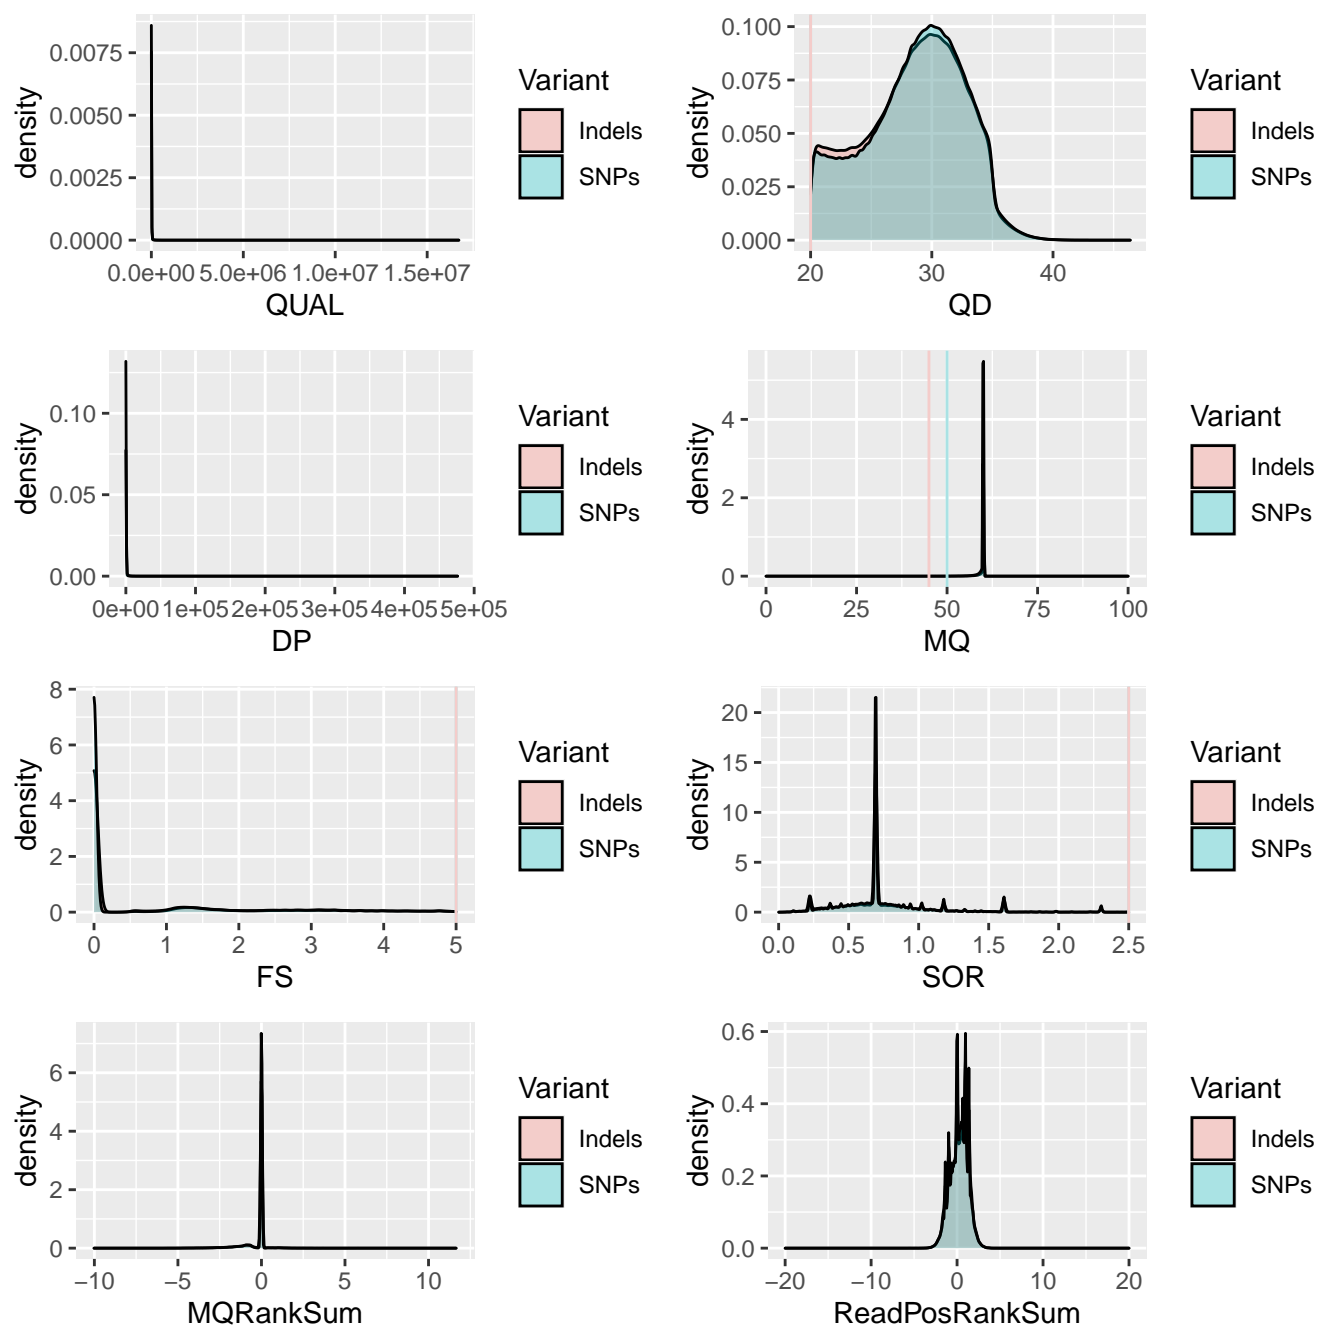 density
0.0075
0.0050
0.0025
0.0000
0.0e+00 5.0e+06 1.0e+07 1.5e+07
QUAL
Variant
Indels
SNPs
density
0.100
0.075
0.050
0.025
0.000
20 30 40
QD
Variant
Indels
SNPs
density
0.10
0.05
0.00
0e+00 1e+05 2e+05 3e+05 4e+05 5e+05
DP
Variant
Indels
SNPs
density
4
2
0
0 25 50 75 100
MQ
Variant
Indels
SNPs
density
8
6
4
2
0
0 1 2 3 4 5
FS
Variant
Indels
SNPs
density
20
15
10
5
0
0.0 0.5 1.0 1.5 2.0 2.5
SOR
Variant
Indels
SNPs
density
6
4
2
0
−10 −5 0 5 10
MQRankSum
Variant
Indels
SNPs
density
0.6
0.4
0.2
0.0
−20 −10 0 10 20
ReadPosRankSum
Variant
Indels
SNPs